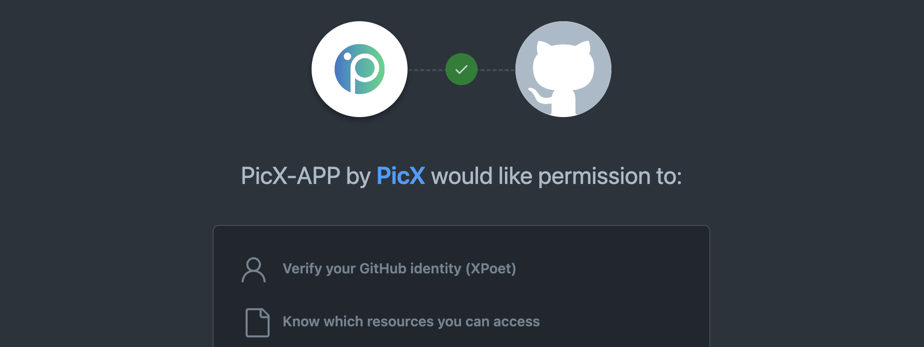 PicX-APP by PicX would like permission to:
Verify your GitHub identity (XPoet)
Know which resources you can access